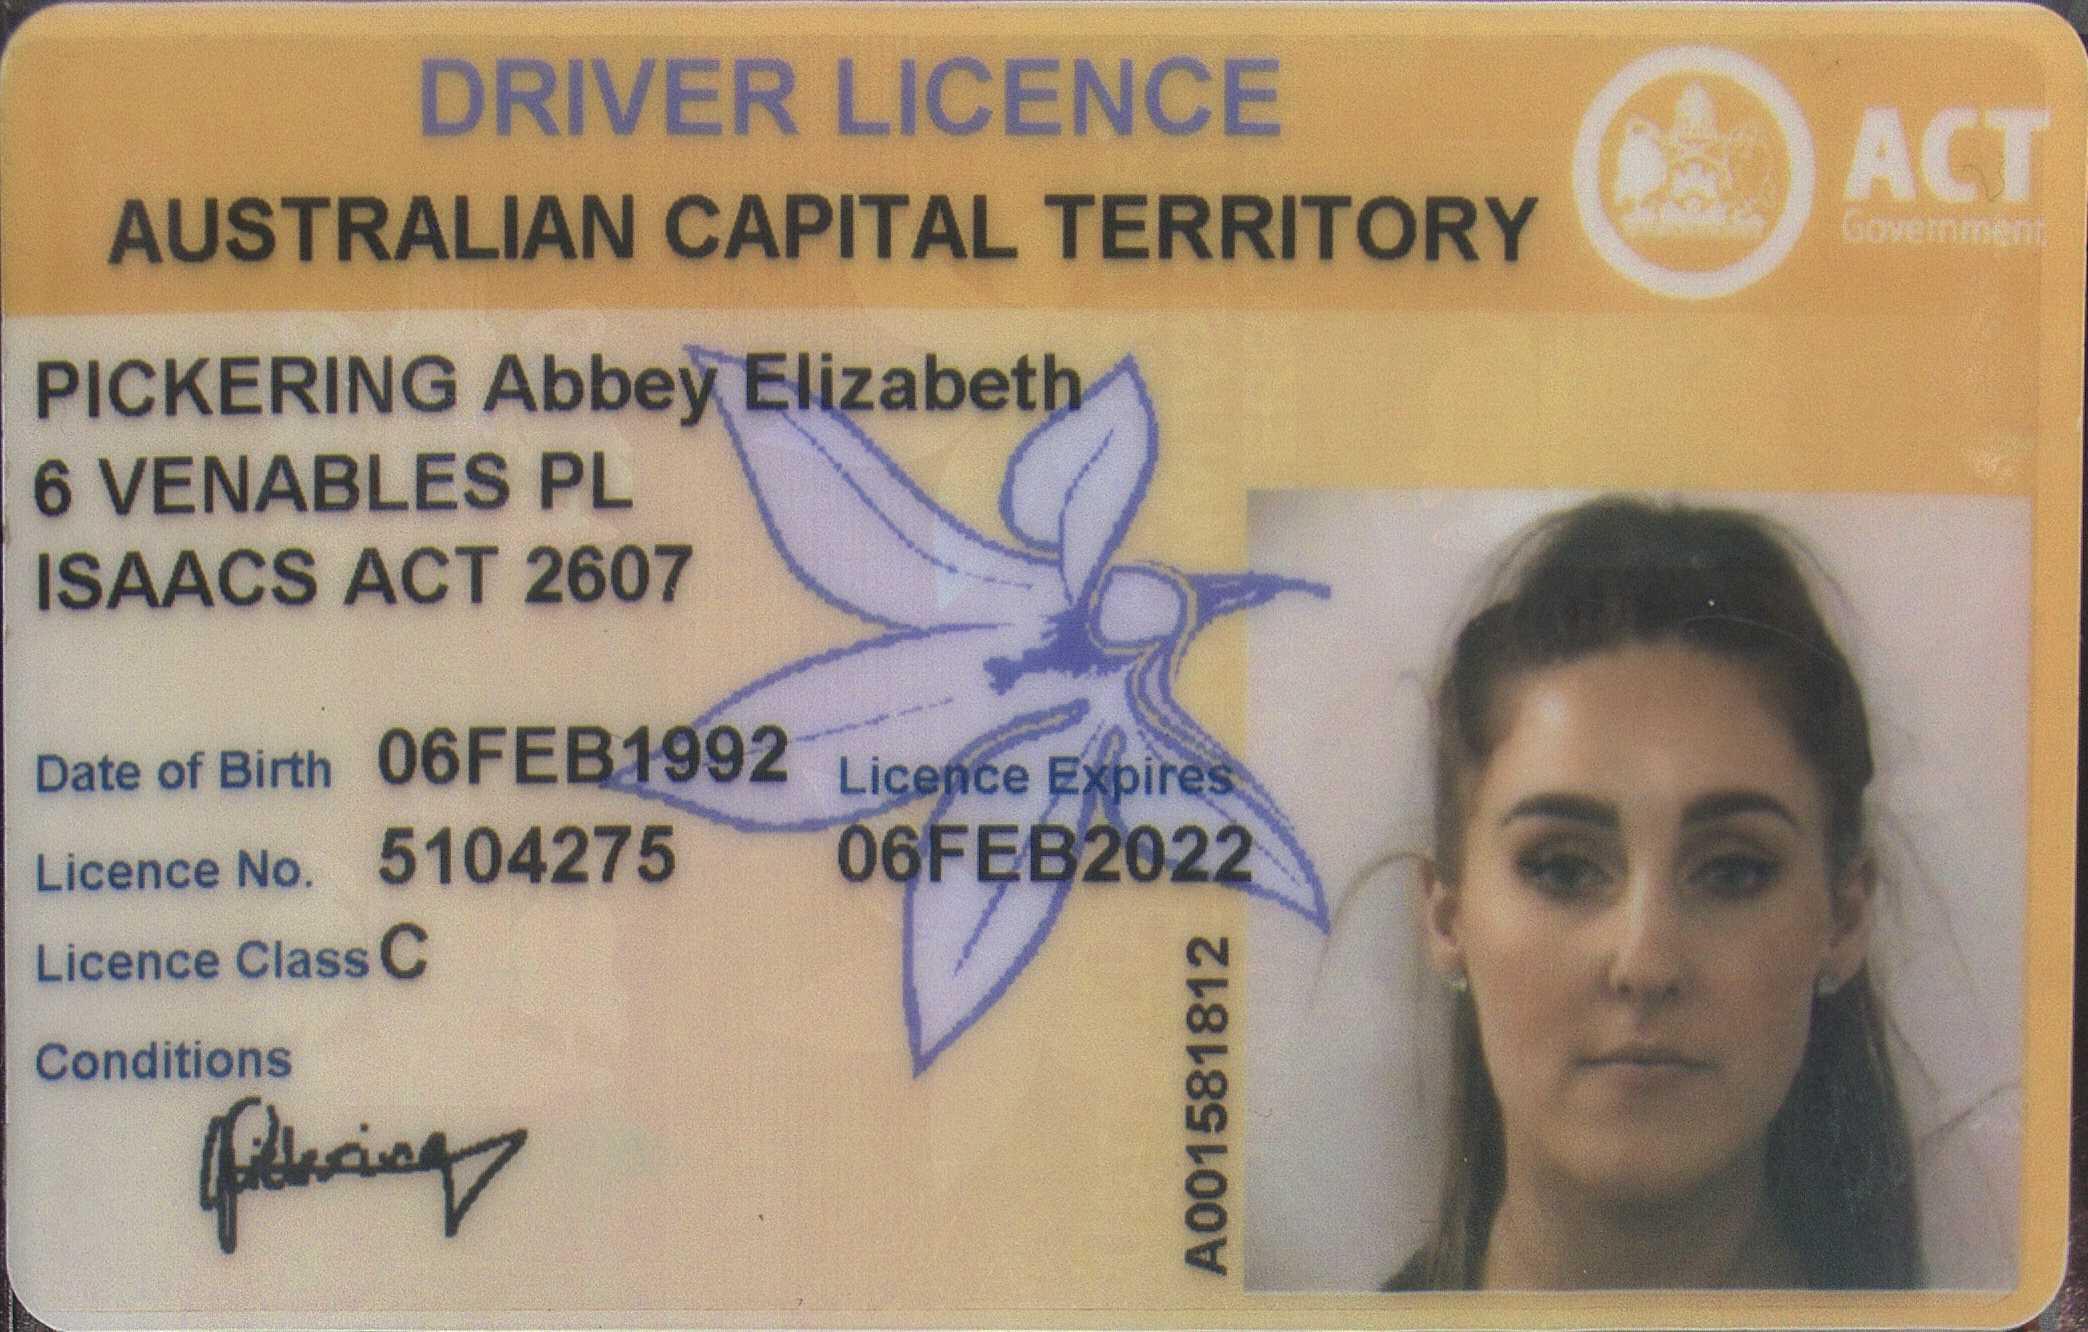 DRIVER LICENCE
AUSTRALIAN CAPITAL TERRITORY
ACT
Government
PICKERING Abbey Elizabeth
6 VENABLES PL
ISAACS ACT 2607
Date of Birth 06FEB1992
Licence Expires
Licence No. 5104275
06FEB2022
Licence Class C
Conditions
A001581812
Pickering